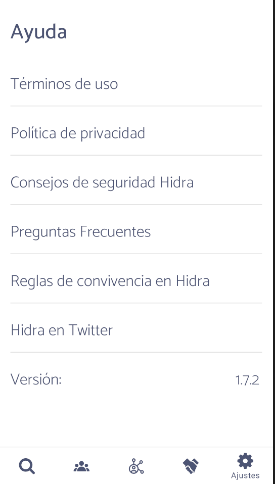 Ayuda
Términos de uso
Política de privacidad
Consejos de seguridad Hidra
Preguntas Frecuentes
Reglas de convivencia en Hidra
Hidra en Twitter
Versión: 1.7.2
Ajustes